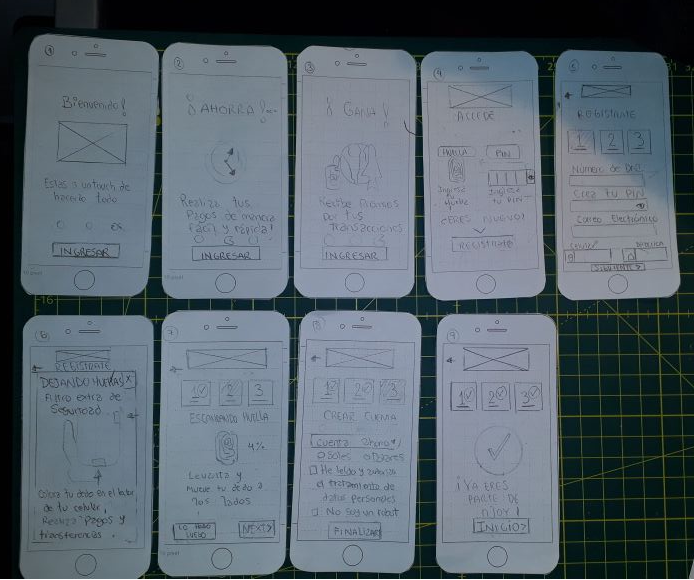 1
Bienvenido!
Estás a un touch de
hacerlo todo
INGRESAR
2
¡AHORRA!
Realiza tus
Pagos de manera
fácil y rápida!
INGRESAR
3
¡GANA!
Recibe Premios
por tus
transacciones
INGRESAR
4
ACCEDE
HUELLA
PIN
Ingrese
tu Huella
Ingrese
tu PIN
¿ERES NUEVO?
REGISTRATE
5
REGISTRATE
1 2 3
Número de DNI
Crea tu PIN
Correo Electrónico
SIGUIENTE>
6
REGISTRATE
DEJANDO HUELLAS X
Filtro extra de
Seguridad
Coloca tu dedo en el lector
de tu celular,
Realiza Pagos y
transferencias.
7
1 2 3
ESCANEANDO HUELLA
4%
Levanta y
Mueve tu dedo a
los lados
LO HARÉ
LUEGO
NEXT>
8
1 2 3
CREAR CUENTA
Cuenta ahorro
Soles Dólares
He leído y autorizo
el tratamiento de
datos personales
No soy un robot
FINALIZAR
9
1 2 3
¡YA ERES
PARTE DE
NJOY!
INICIO>